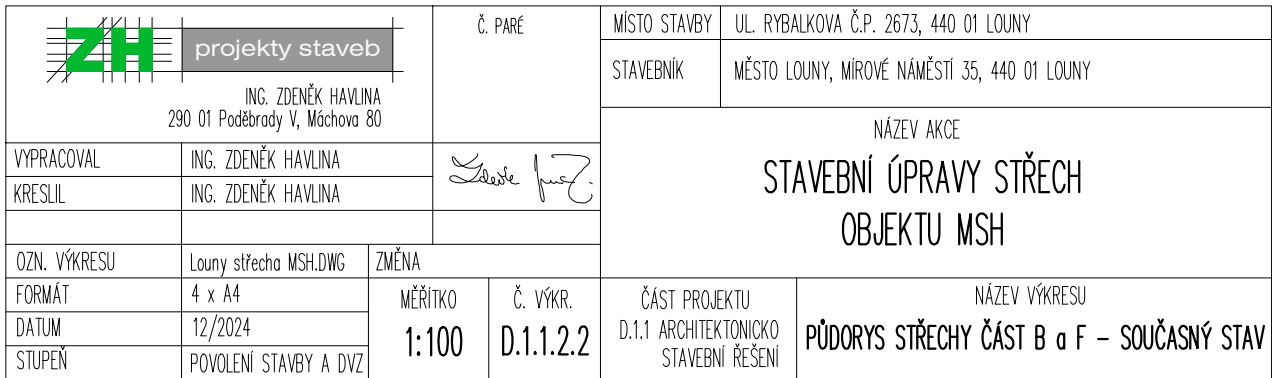 ZH projekty staveb
ING. ZDENĚK HAVLINA
290 01 Poděbrady V, Máchova 80
Č. PARÉ
MÍSTO STAVBY UL. RYBALKOVA Č.P. 2673, 440 01 LOUNY
STAVEBNÍK MĚSTO LOUNY, MÍROVÉ NÁMĚSTÍ 35, 440 01 LOUNY
VYPRACOVAL ING. ZDENĚK HAVLINA
KRESLIL ING. ZDENĚK HAVLINA
NÁZEV AKCE
STAVEBNÍ ÚPRAVY STŘECH
OBJEKTU MSH
OZN. VÝKRESU Louny střecha MSH.DWG ZMĚNA
FORMÁT 4 x A4
DATUM 12/2024
STUPEŇ POVOLENÍ STAVBY A DVZ
MĚŘÍTKO
1:100
Č. VÝKR.
D.1.1.2.2
ČÁST PROJEKTU
D.1.1 ARCHITEKTONICKO
STAVEBNÍ ŘEŠENÍ
NÁZEV VÝKRESU
PŮDORYS STŘECHY ČÁST B a F – SOUČASNÝ STAV